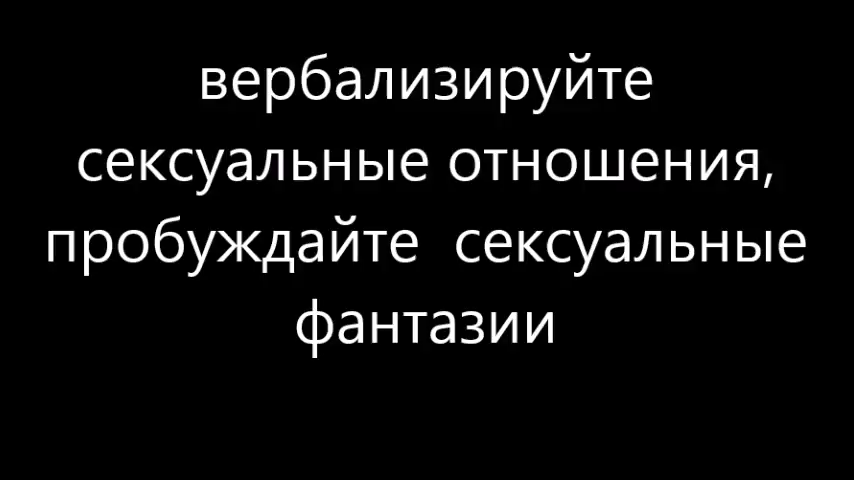 вербализируйте
сексуальные отношения,
пробуждайте  сексуальные
фантазии